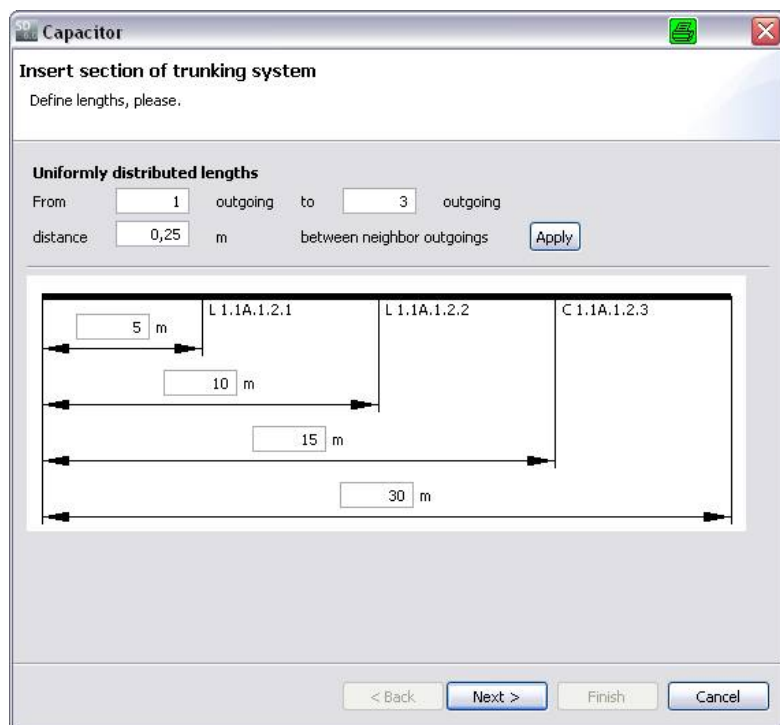 Capacitor
Insert section of trunking system
Define lengths, please.
Uniformly distributed lengths
From 1 outgoing to 3 outgoing
distance 0,25 m between neighbor outgoings Apply
L 1.1A.1.2.1 L 1.1A.1.2.2 C 1.1A.1.2.3
5 m
10 m
15 m
30 m
< Back Next > Finish Cancel